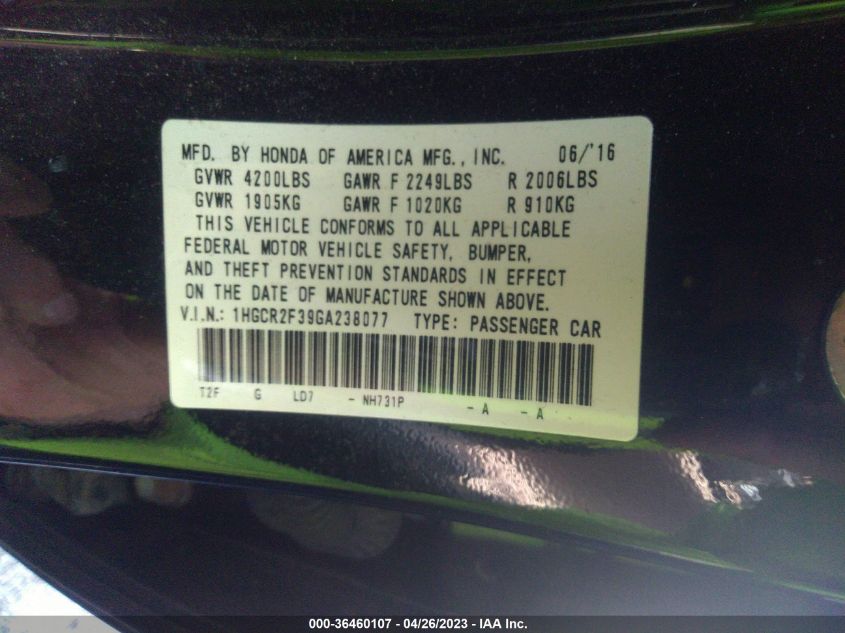 MFD. BY HONDA OF AMERICA MFG., INC. 06/'16
GVWR 4200LBS GAWR F 2249LBS R 2006LBS
GVWR 1905KG GAWR F 1020KG R 910KG
THIS VEHICLE CONFORMS TO ALL APPLICABLE
FEDERAL MOTOR VEHICLE SAFETY, BUMPER,
AND THEFT PREVENTION STANDARDS IN EFFECT
ON THE DATE OF MANUFACTURE SHOWN ABOVE.
V.I.N.: 1HGCR2F39GA238077 TYPE: PASSENGER CAR
T2F G LD7 - NH731P - A - A
000-36460107 - 04/26/2023 - IAA Inc.